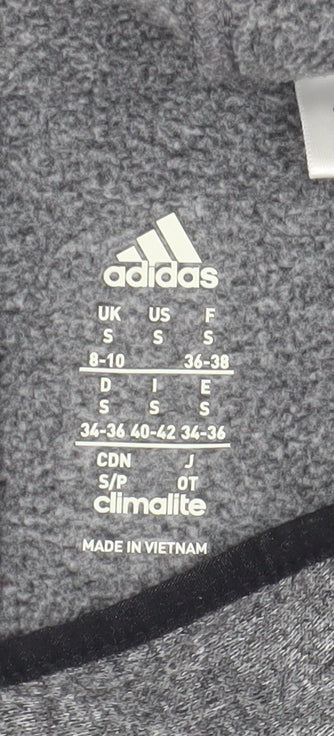 adidas
UK US F
S S S
8-10 36-38
D I E
S S S
34-36 40-42 34-36
CDN J
S/P OT
climalite
MADE IN VIETNAM